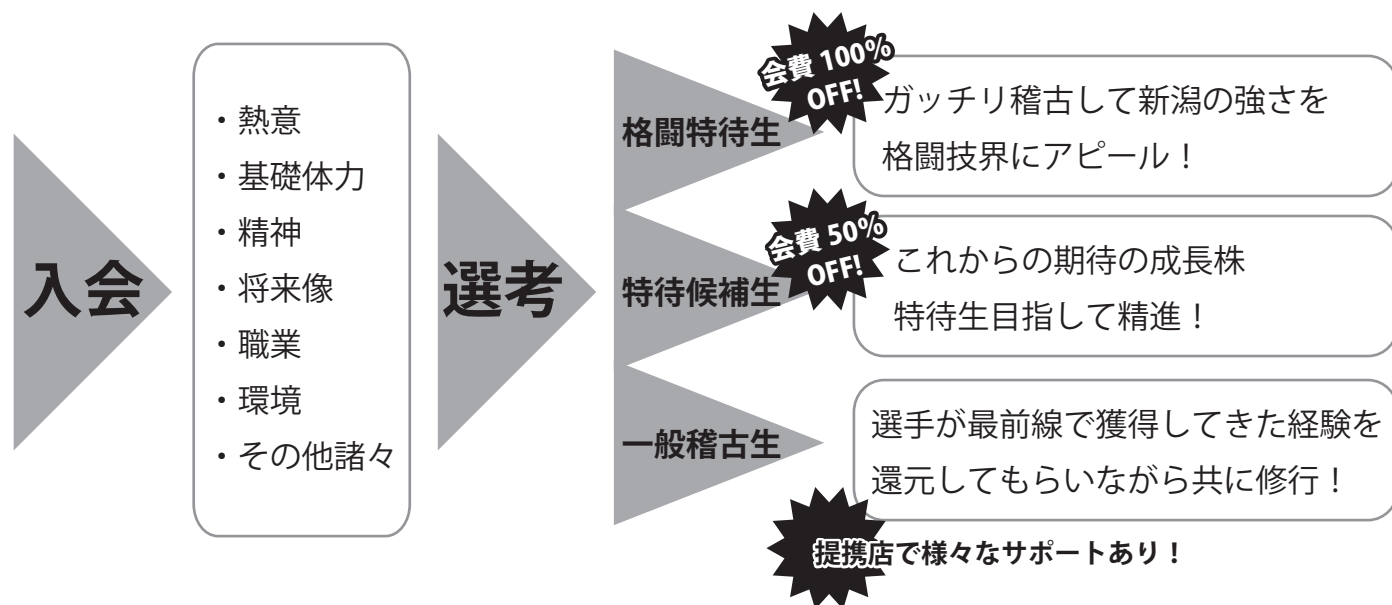 入会
・熱意
・基礎体力
・精神
・将来像
・職業
・環境
・その他諸々
選考
格闘特待生
会費 100%
OFF!
ガッチリ稽古して新潟の強さを
格闘技界にアピール！
特待候補生
会費 50%
OFF!
これからの期待の成長株
特待生目指して精進！
一般稽古生
選手が最前線で獲得してきた経験を
還元してもらいながら共に修行！
提携店で様々なサポートあり！